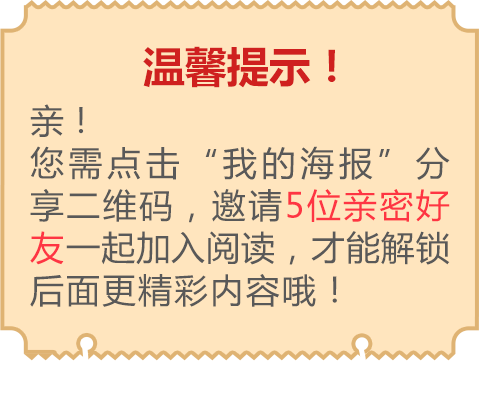 温馨提示！
亲！
您需点击“我的海报”分
享二维码，邀请5位亲密好
友一起加入阅读，才能解锁
后面更精彩内容哦！